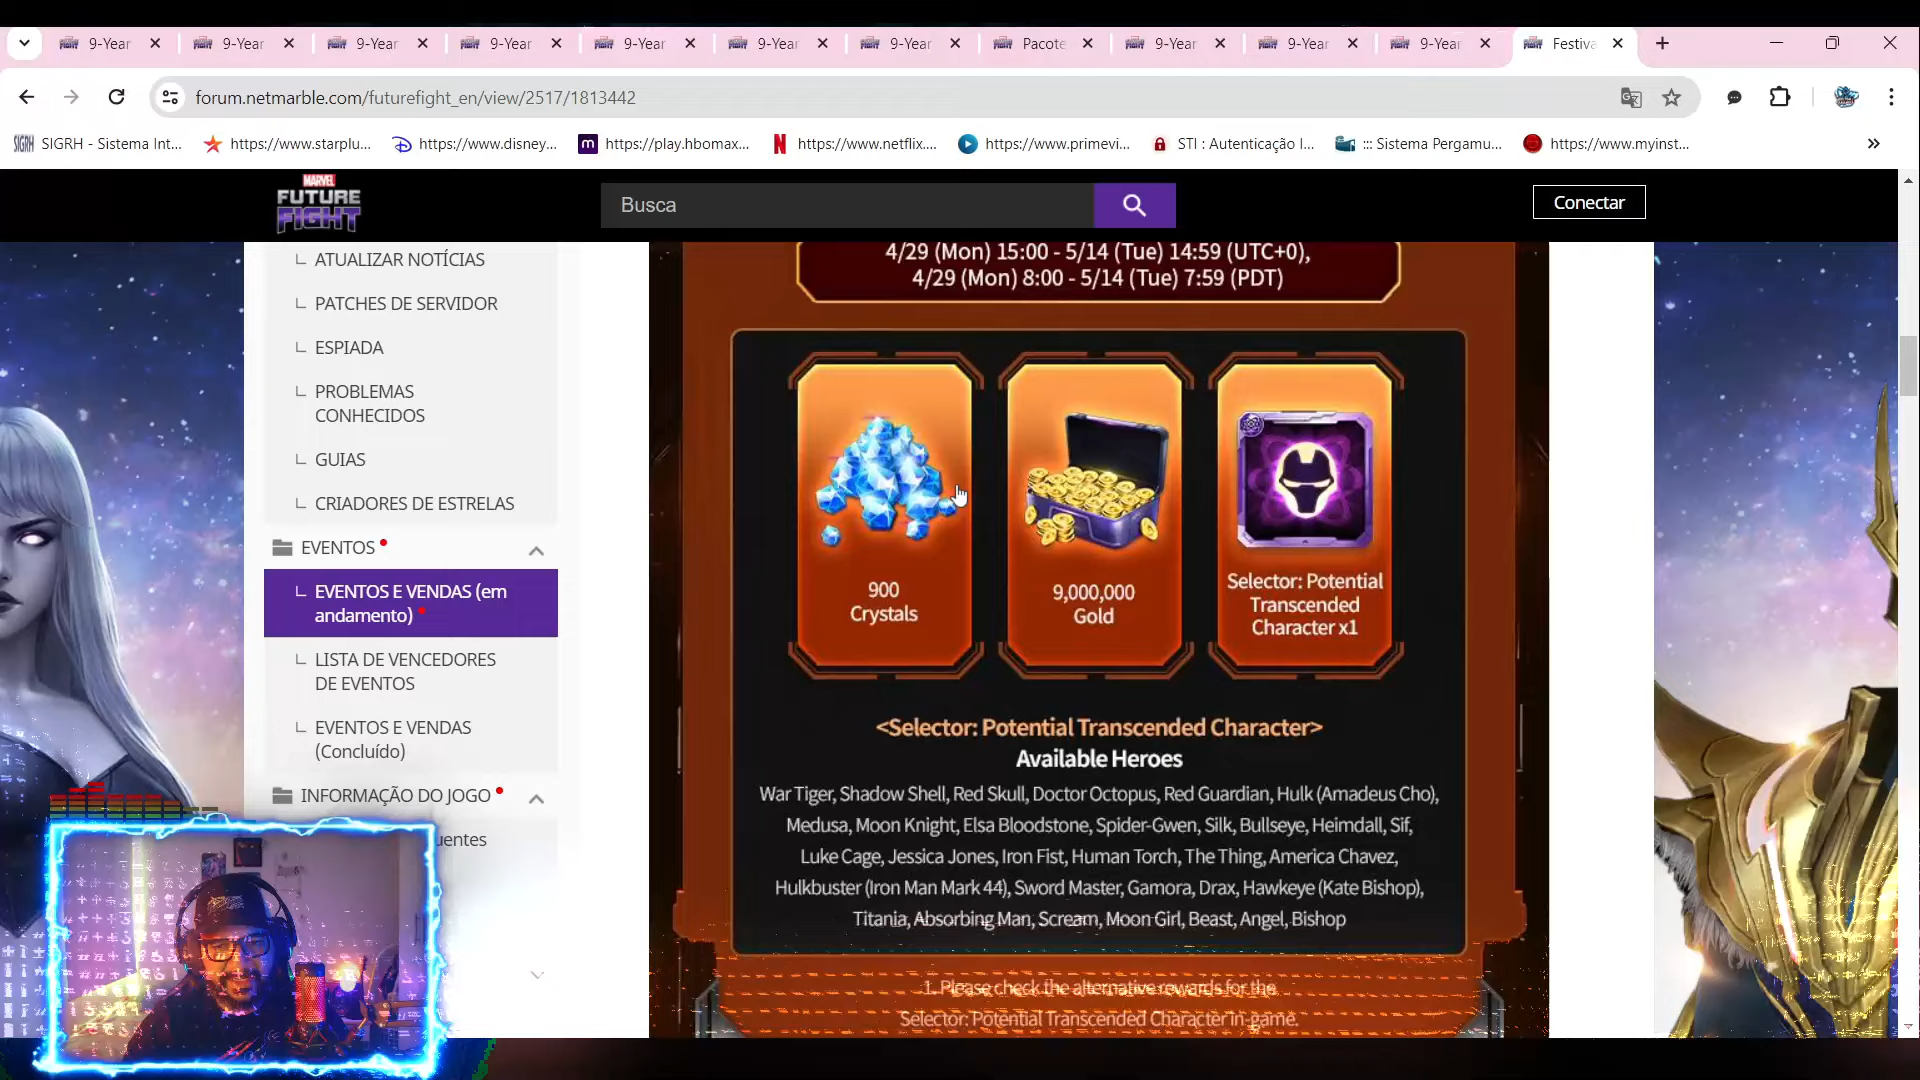 9-Year
9-Year
9-Year
9-Year
9-Year
9-Year
9-Year
Pacote
9-Year
9-Year
9-Year
Festiva
forum.netmarble.com/futurefight_en/view/2517/1813442
SIGRH - Sistema Int...
https://www.starplu...
https://www.disney...
https://play.hbomax...
https://www.netflix....
https://www.primevi...
STI : Autenticação I...
::: Sistema Pergamu...
https://www.myinst...
MARVEL
FUTURE
FIGHT
Busca
Conectar
ATUALIZAR NOTÍCIAS
PATCHES DE SERVIDOR
ESPIADA
PROBLEMAS
CONHECIDOS
GUIAS
CRIADORES DE ESTRELAS
EVENTOS
EVENTOS E VENDAS (em
andamento)
LISTA DE VENCEDORES
DE EVENTOS
EVENTOS E VENDAS
(Concluído)
INFORMAÇÃO DO JOGO
uentes
4/29 (Mon) 15:00 - 5/14 (Tue) 14:59 (UTC+0),
4/29 (Mon) 8:00 - 5/14 (Tue) 7:59 (PDT)
900
Crystals
9,000,000
Gold
Selector: Potential
Transcended
Character x1
<Selector: Potential Transcended Character>
Available Heroes
War Tiger, Shadow Shell, Red Skull, Doctor Octopus, Red Guardian, Hulk (Amadeus Cho),
Medusa, Moon Knight, Elsa Bloodstone, Spider-Gwen, Silk, Bullseye, Heimdall, Sif,
Luke Cage, Jessica Jones, Iron Fist, Human Torch, The Thing, America Chavez,
Hulkbuster (Iron Man Mark 44), Sword Master, Gamora, Drax, Hawkeye (Kate Bishop),
Titania, Absorbing Man, Scream, Moon Girl, Beast, Angel, Bishop
1. Please check the alternative rewards for the
Selector: Potential Transcended Character in-game.